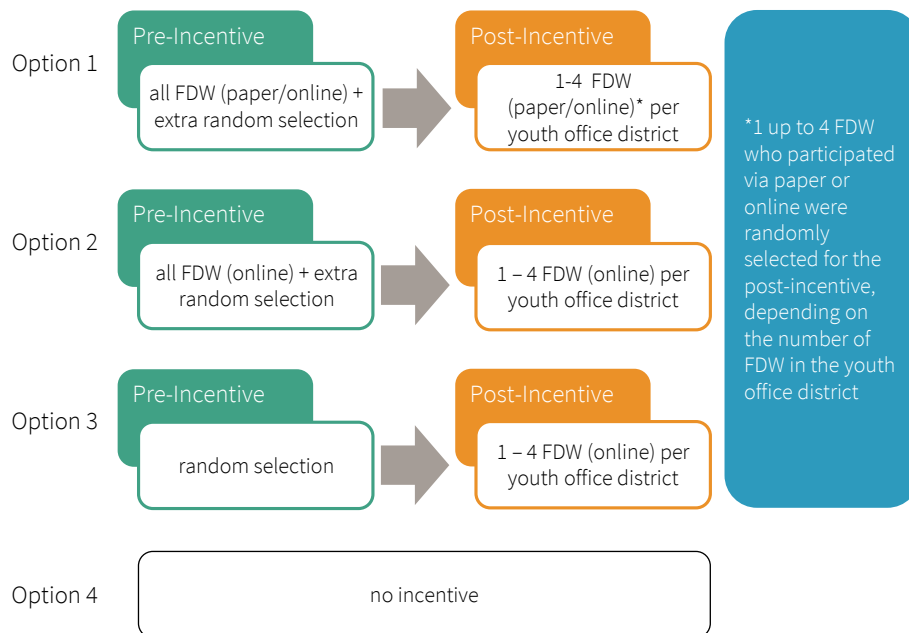 Option 1
Pre-Incentive
all FDW (paper/online) +
extra random selection
Post-Incentive
1-4 FDW
(paper/online)* per
youth office district
Option 2
Pre-Incentive
all FDW (online) + extra
random selection
Post-Incentive
1 – 4 FDW (online) per
youth office district
Option 3
Pre-Incentive
random selection
Post-Incentive
1 – 4 FDW (online) per
youth office district
*1 up to 4 FDW
who participated
via paper or
online were
randomly
selected for the
post-incentive,
depending on
the number of
FDW in the youth
office district
Option 4
no incentive